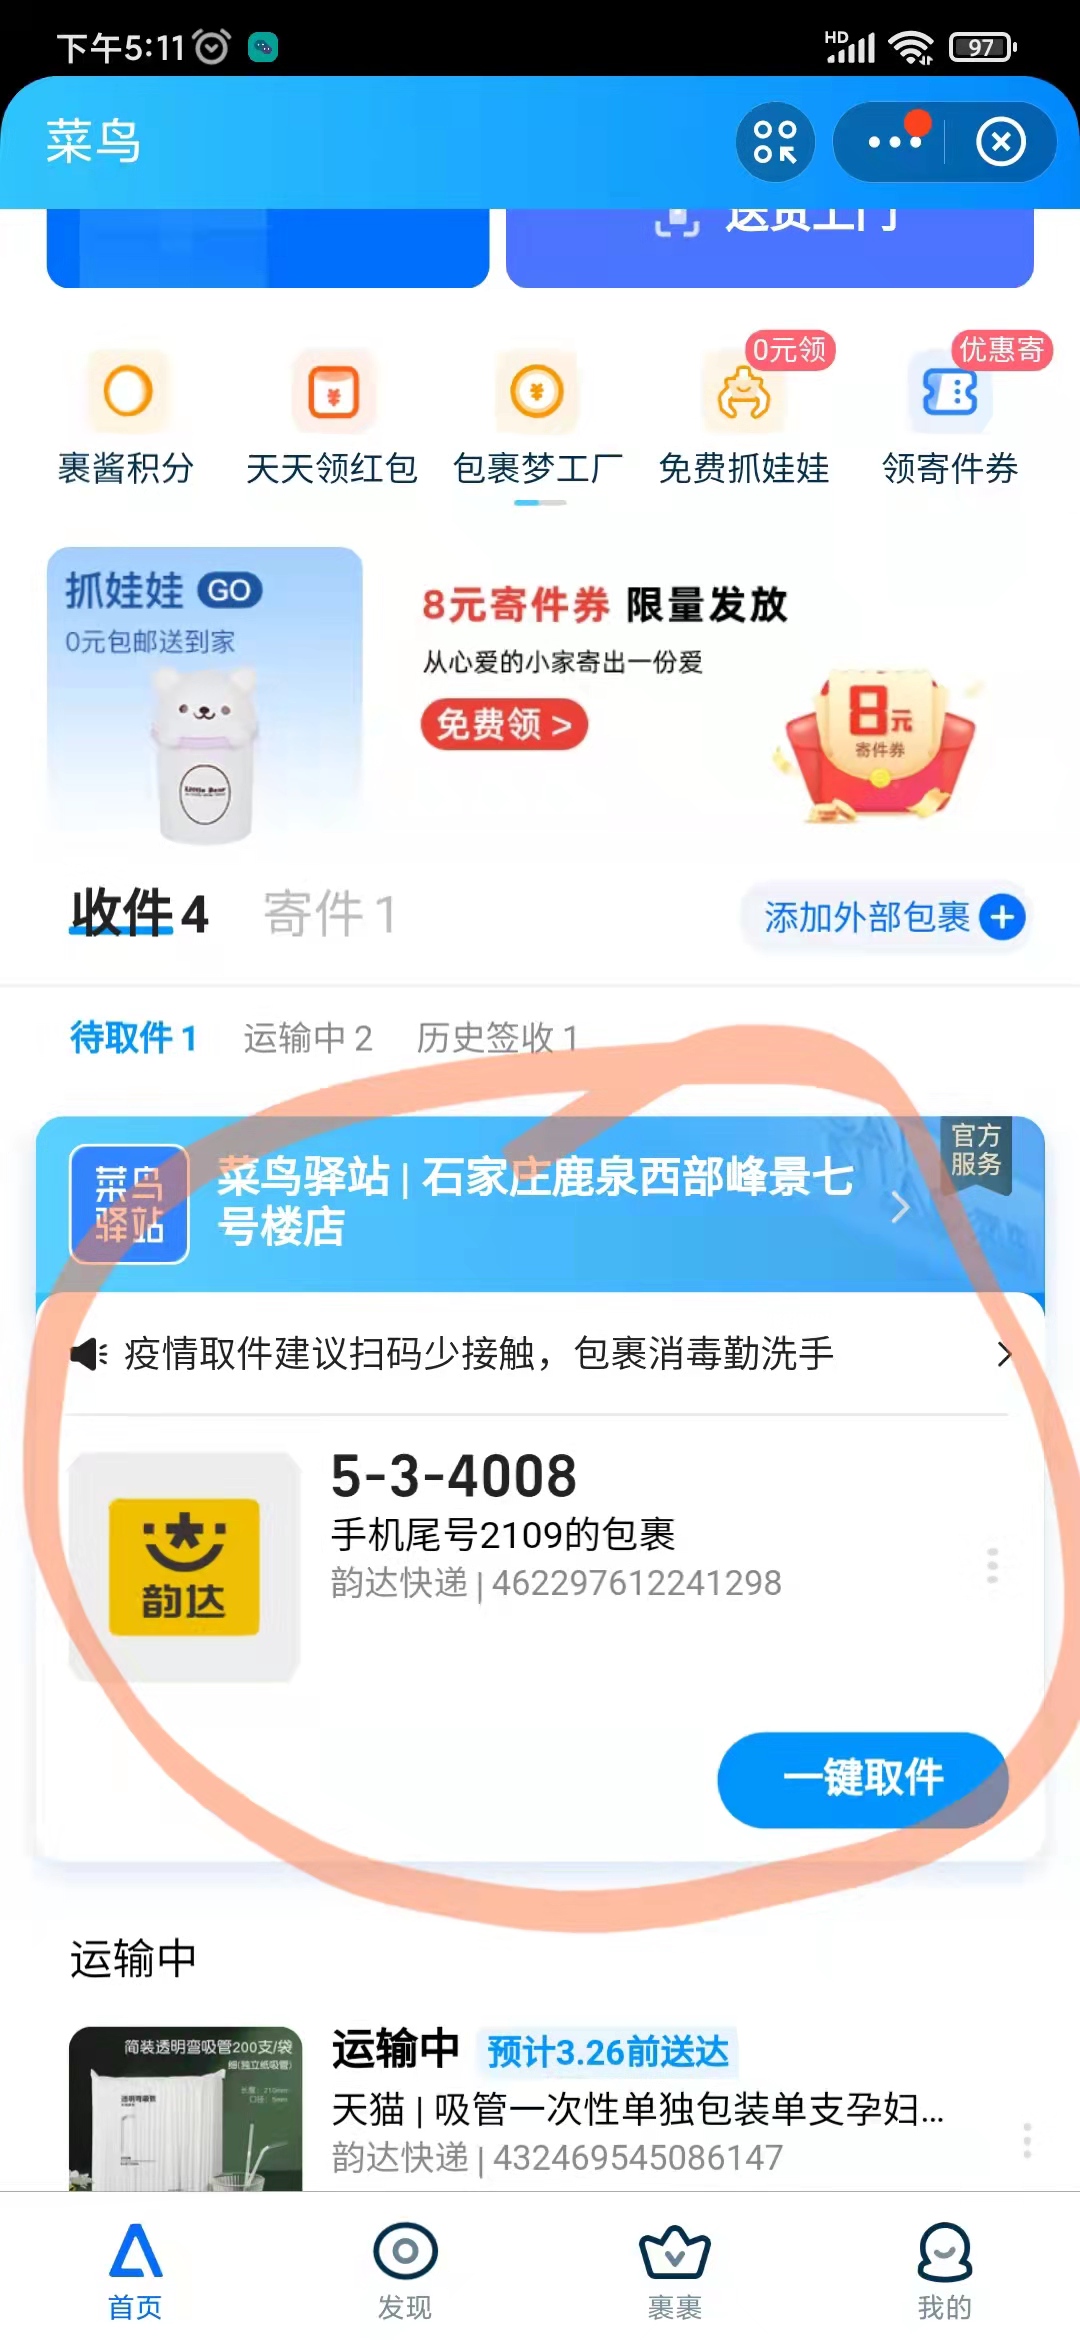 下午5:11
HD
97
菜鸟
送货上门
0元领
优惠寄
裹酱积分
天天领红包
包裹梦工厂
免费抓娃娃
领寄件券
抓娃娃 GO
0元包邮送到家
Little Bear
8元寄件券 限量发放
从心爱的小家寄出一份爱
免费领 >
8元
寄件券
收件 4
寄件 1
添加外部包裹
待取件 1
运输中 2
历史签收 1
菜鸟
驿站
菜鸟驿站 | 石家庄鹿泉西部峰景七
号楼店
官方
服务
疫情取件建议扫码少接触，包裹消毒勤洗手
韵达
5-3-4008
手机尾号2109的包裹
韵达快递 | 462297612241298
一键取件
运输中
简装透明弯吸管200支/袋
细(独立纸吸管)
运输中 预计3.26前送达
天猫 | 吸管一次性单独包装单支孕妇...
韵达快递 | 432469545086147
首页
发现
裹裹
我的